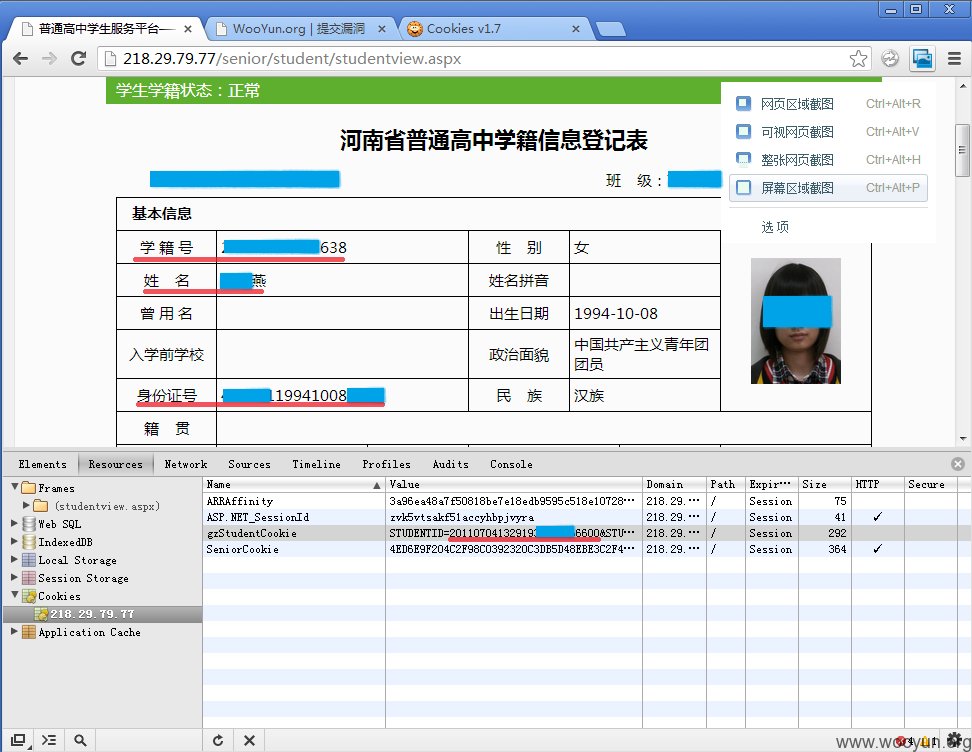 普通高中学生服务平台—
WooYun.org | 提交漏洞
Cookies v1.7
218.29.79.77/senior/student/studentview.aspx
学生学籍状态：正常
网页区域截图 Ctrl+Alt+R
可视网页截图 Ctrl+Alt+V
整张网页截图 Ctrl+Alt+H
屏幕区域截图 Ctrl+Alt+P
选项
河南省普通高中学籍信息登记表
班 级：
基本信息
学 籍 号 638 性 别 女
姓 名 燕 姓名拼音
曾 用 名 出生日期 1994-10-08
入学前学校 政治面貌 中国共产主义青年团
团员
身份证号 119941008 民 族 汉族
籍 贯
Elements Resources Network Sources Timeline Profiles Audits Console
Frames
(studentview.aspx)
Web SQL
IndexedDB
Local Storage
Session Storage
Cookies
218.29.79.77
Application Cache
Name Value Domain Path Expir… Size HTTP Secure
ARRAffinity 3a96ea48a7f50818be7e18edb9595c518e10728… 218.29.… / Session 75
ASP.NET_SessionId zvk5vtsakf51accyhbpjvyra 218.29.… / Session 41 ✓
gzStudentCookie STUDENTID=201107041329193 6600&STU… 218.29.… / Session 292
SeniorCookie 4ED6E9F204C2F98C0392320C3DB5D48EBE3C2F4… 218.29.… / Session 364 ✓
www.wooyun.org